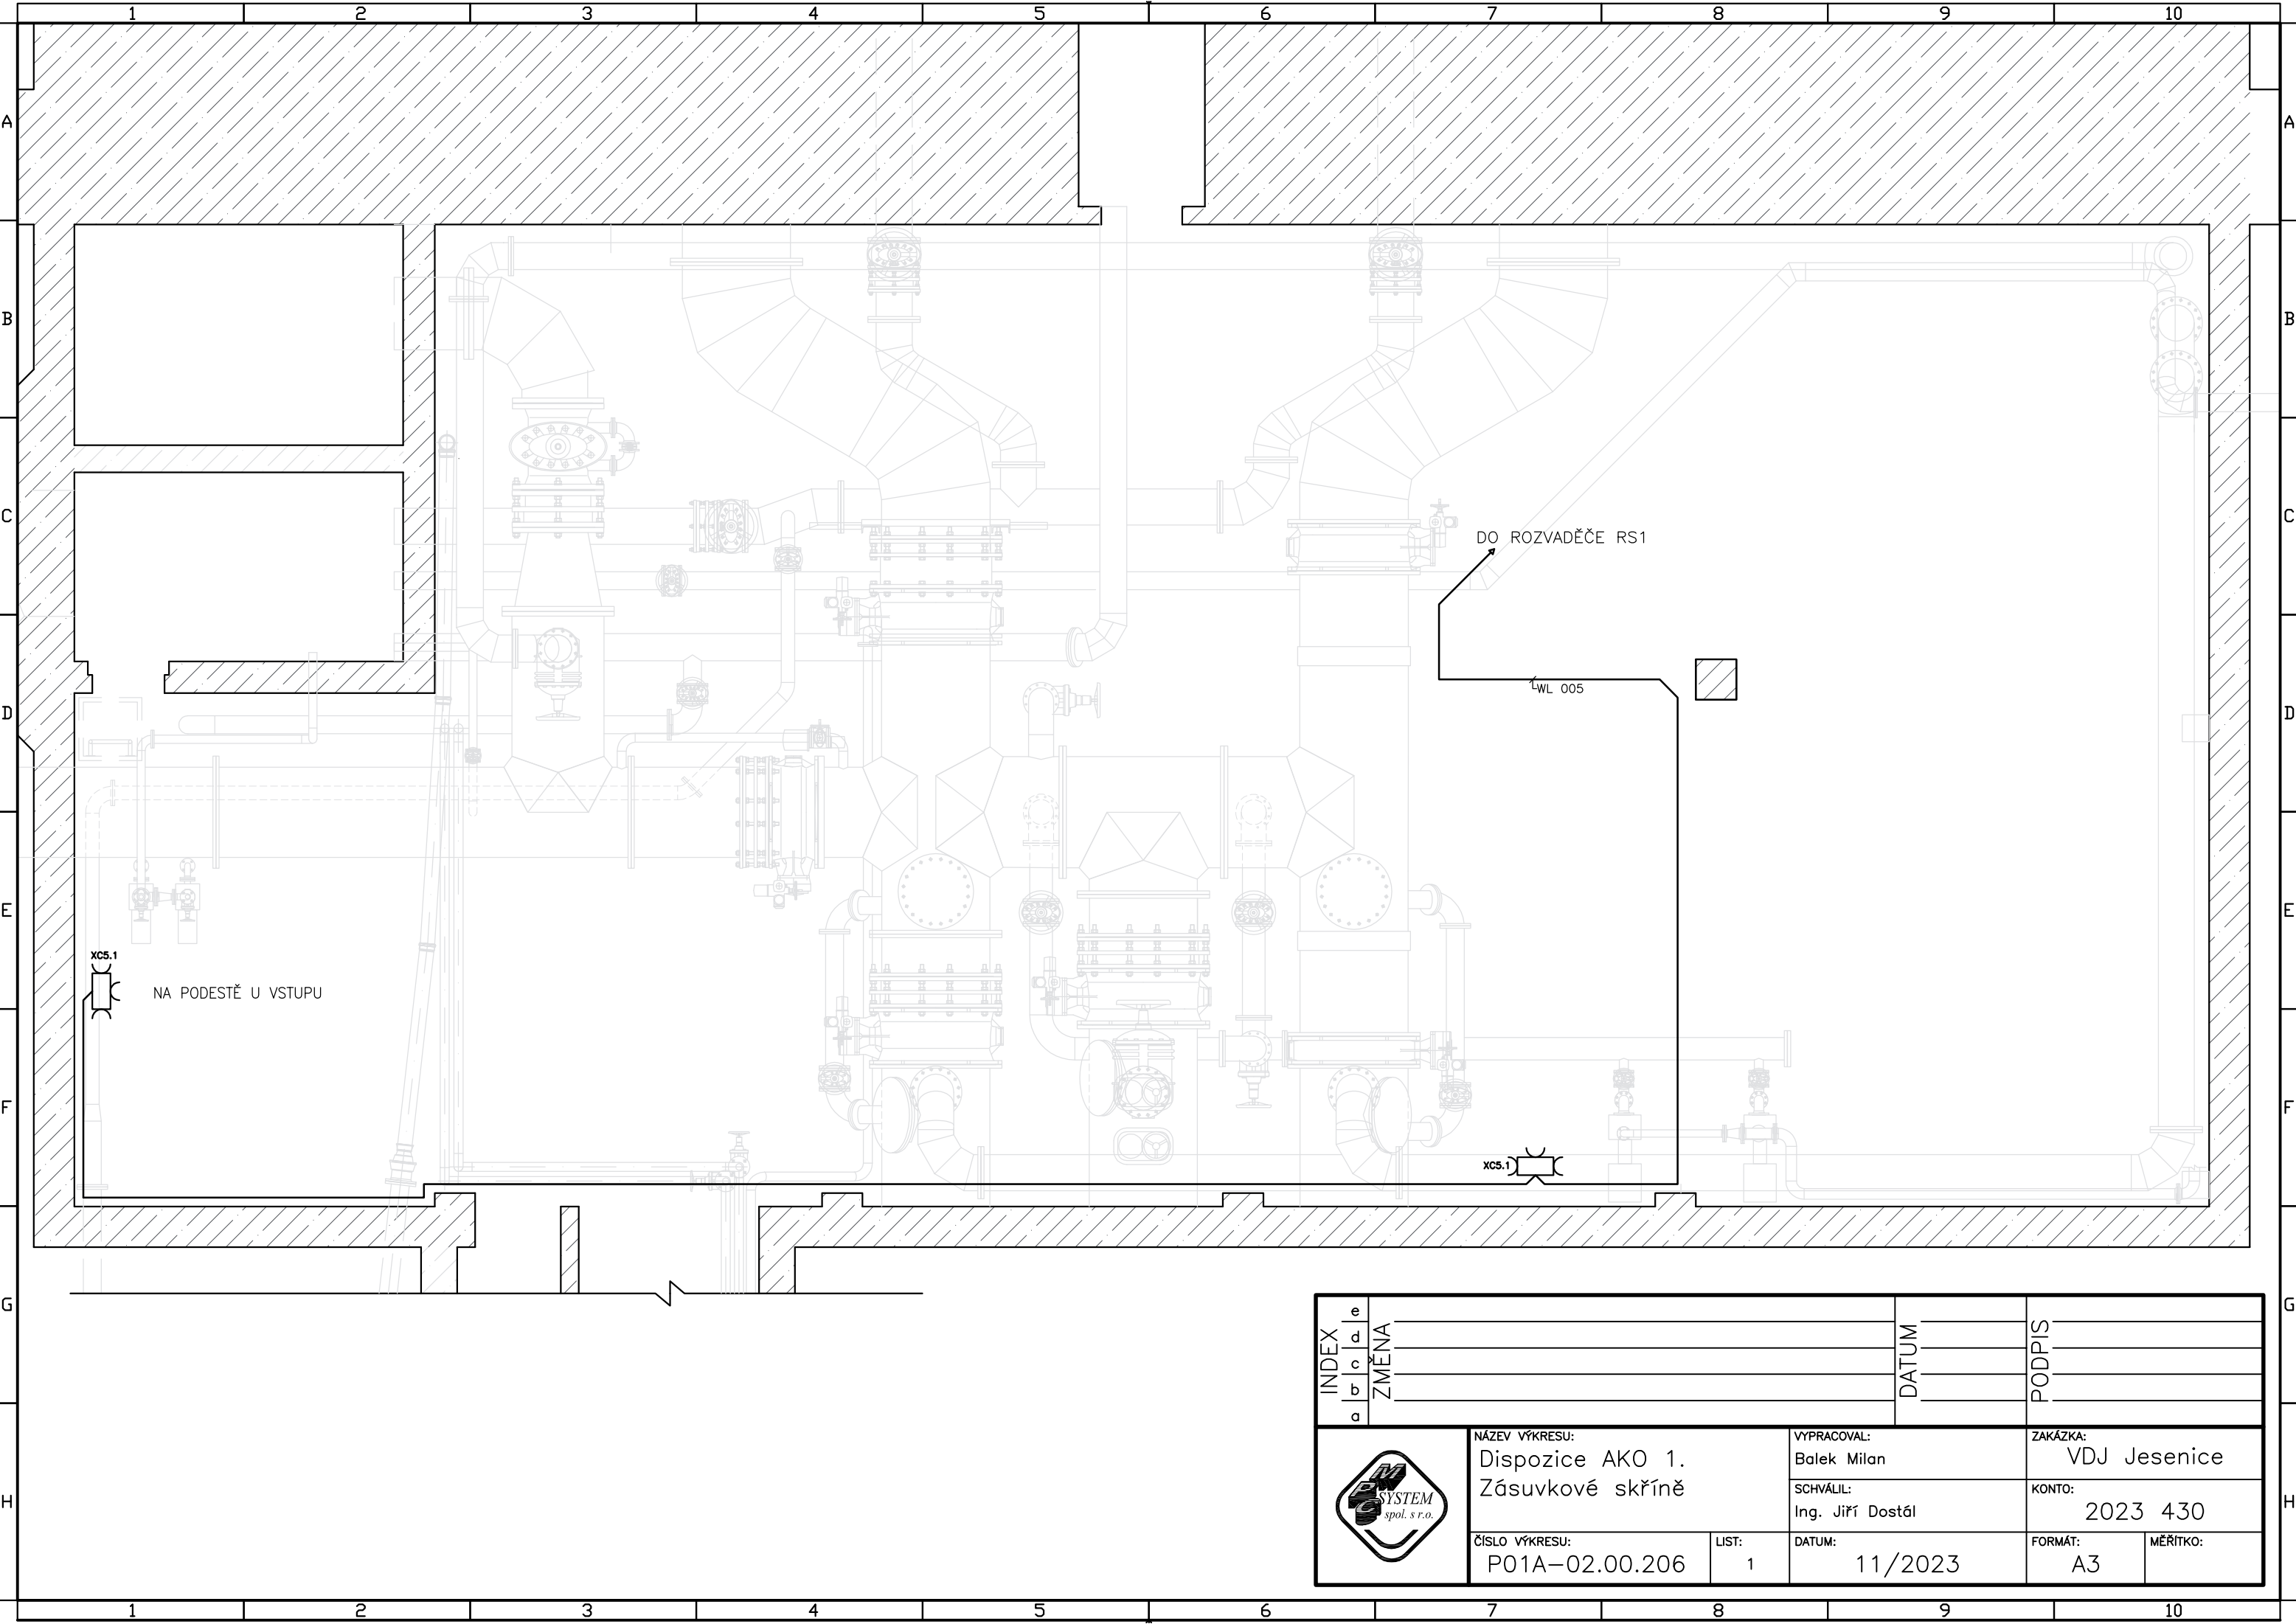 1 2 3 4 5 6 7 8 9 10
A A
B B
C C
DO ROZVADĚČE RS1
WL 005
D D
E E
XC5.1
NA PODESTĚ U VSTUPU
F F
XC5.1
G G
INDEX
e
d
c
b
a
ZMĚNA
DATUM
PODPIS
MW
PC
SYSTEM
spol. s r.o.
NÁZEV VÝKRESU:
Dispozice AKO 1.
Zásuvkové skříně
VYPRACOVAL:
Balek Milan
ZAKÁZKA:
VDJ Jesenice
SCHVÁLIL:
Ing. Jiří Dostál
KONTO:
2023 430
ČÍSLO VÝKRESU:
P01A-02.00.206
LIST:
1
DATUM:
11/2023
FORMÁT:
A3
MĚŘÍTKO:
H H
1 2 3 4 5 6 7 8 9 10